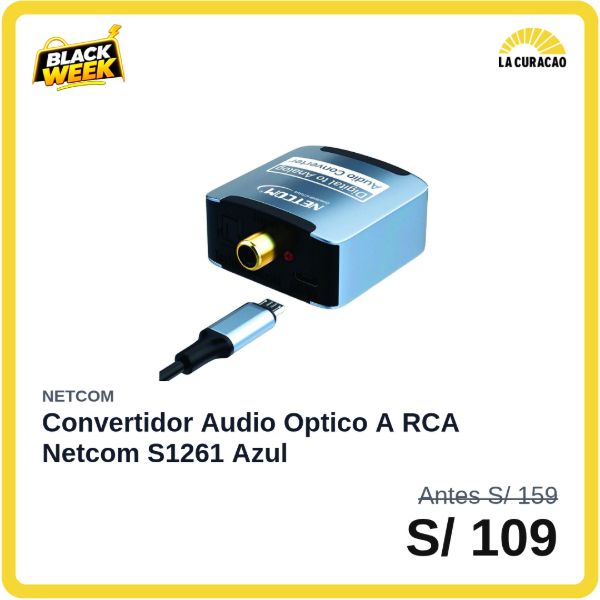 BLACK
WEEK
LA CURACAO
Digital to Analog
Audio Converter
NETCOM
NETCOM
Convertidor Audio Optico A RCA
Netcom S1261 Azul
Antes S/ 159
S/ 109